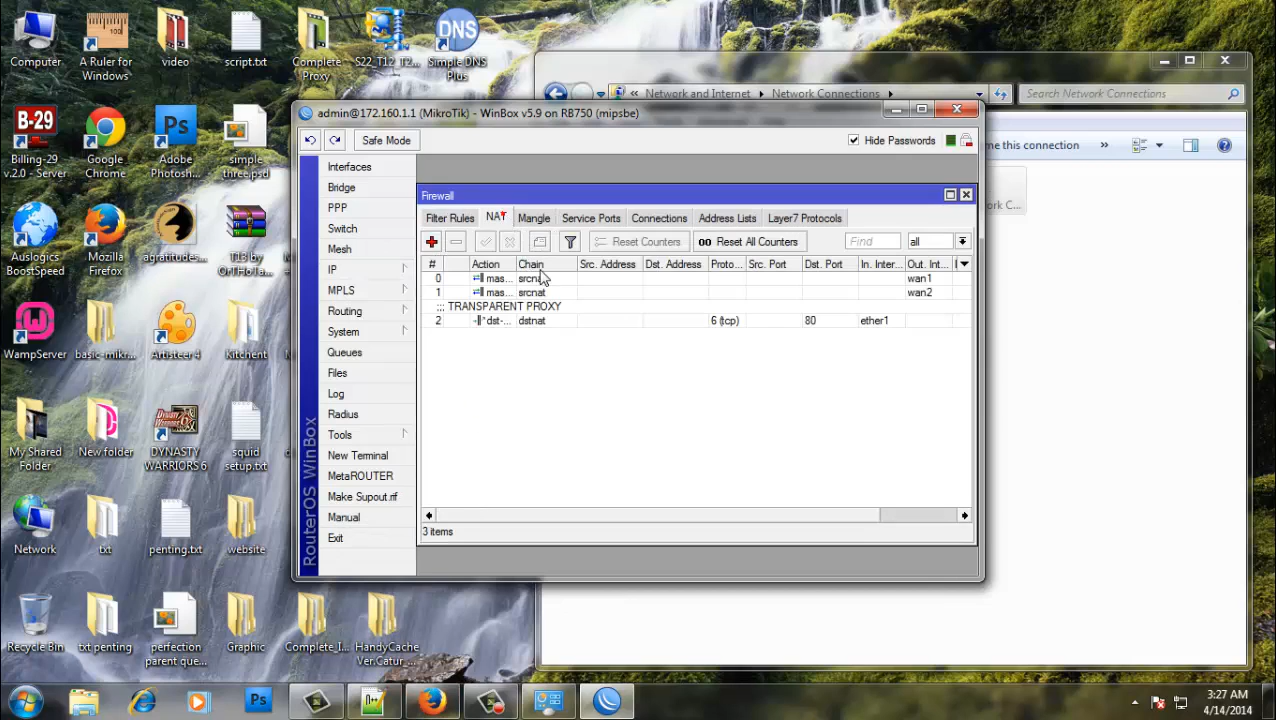 Computer
A Ruler for
Windows
video
script.txt
Complete
Proxy
S22_T12_T2...
DNS
Simple DNS
Plus
B-29
Billing-29
v.2.0 - Server
Google
Chrome
Ps
Adobe
Photosh...
simple
three.psd
Auslogics
BoostSpeed
Mozilla
Firefox
agratitudes...
WampServer
basic-mikr...
Artisteer 4
Kitchent
My Shared
Folder
New folder
DYNASTY
WARRIORS 6
squid
setup.txt
Network
txt
penting.txt
website
Recycle Bin
txt penting
perfection
parent que...
Graphic
Complete_I...
HandyCache
Ver.Catur_...
« Network and Internet
Network Connections
Search Network Connections
me this connection
»
rk C...
admin@172.160.1.1 (MikroTik) - WinBox v5.9 on RB750 (mipsbe)
Safe Mode
Hide Passwords
RouterOS WinBox
Interfaces
Bridge
PPP
Switch
Mesh
IP
MPLS
Routing
System
Queues
Files
Log
Radius
Tools
New Terminal
MetaROUTER
Make Supout.rif
Manual
Exit
Firewall
Filter Rules NAT Mangle Service Ports Connections Address Lists Layer7 Protocols
Reset Counters 00 Reset All Counters Find all
# Action Chain Src. Address Dst. Address Proto... Src. Port Dst. Port In. Inter... Out. Int...
0 mas... srcnat wan1
1 mas... srcnat wan2
::: TRANSPARENT PROXY
2 dst-... dstnat 6 (tcp) 80 ether1
3 items
Ps
3:27 AM
4/14/2014